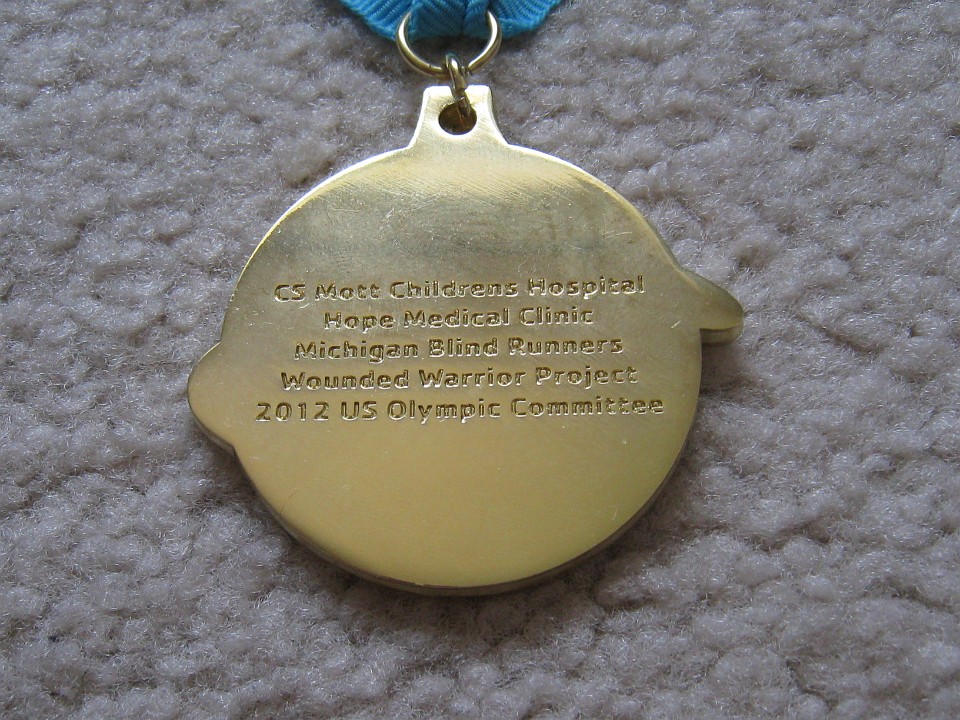 CS Mott Childrens Hospital
Hope Medical Clinic
Michigan Blind Runners
Wounded Warrior Project
2012 US Olympic Committee